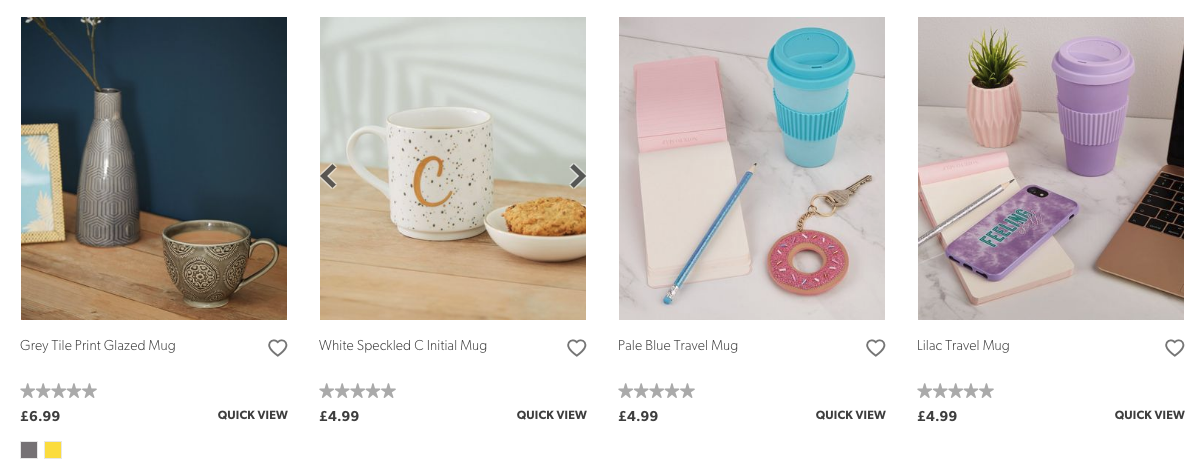 C
FEELING
Grey Tile Print Glazed Mug
White Speckled C Initial Mug
Pale Blue Travel Mug
Lilac Travel Mug
£6.99
QUICK VIEW
£4.99
QUICK VIEW
£4.99
QUICK VIEW
£4.99
QUICK VIEW